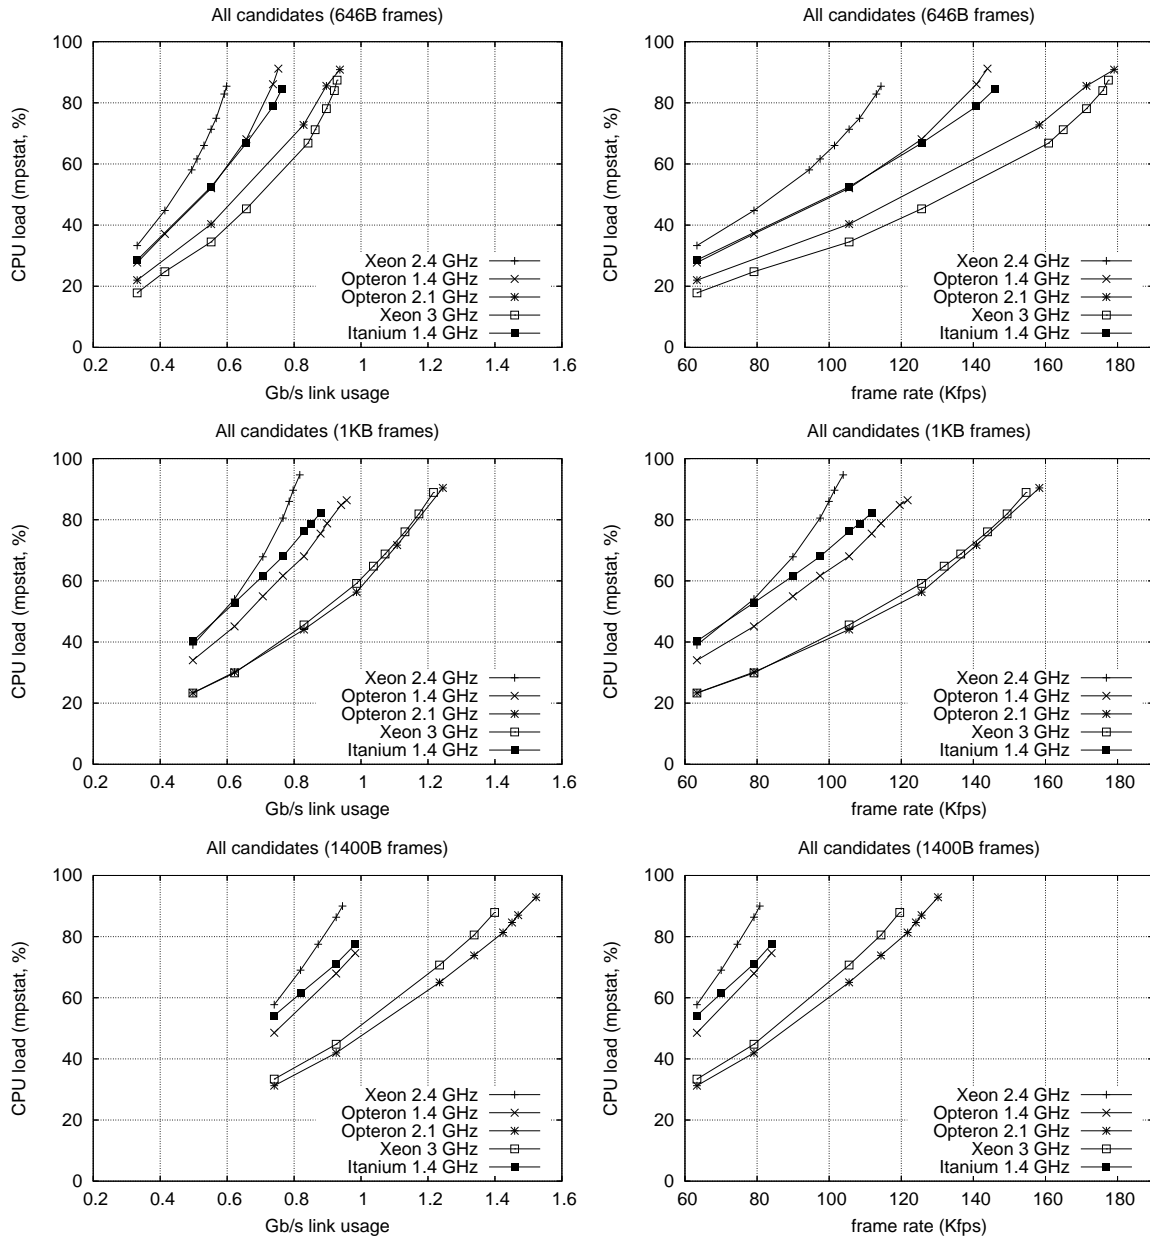 All candidates (646B frames)
CPU load (mpstat, %)
100
80
60
40
20
0
Xeon 2.4 GHz
Opteron 1.4 GHz
Opteron 2.1 GHz
Xeon 3 GHz
Itanium 1.4 GHz
0.2 0.4 0.6 0.8 1 1.2 1.4 1.6
Gb/s link usage
All candidates (646B frames)
CPU load (mpstat, %)
100
80
60
40
20
0
Xeon 2.4 GHz
Opteron 1.4 GHz
Opteron 2.1 GHz
Xeon 3 GHz
Itanium 1.4 GHz
60 80 100 120 140 160 180
frame rate (Kfps)
All candidates (1KB frames)
CPU load (mpstat, %)
100
80
60
40
20
0
Xeon 2.4 GHz
Opteron 1.4 GHz
Opteron 2.1 GHz
Xeon 3 GHz
Itanium 1.4 GHz
0.2 0.4 0.6 0.8 1 1.2 1.4 1.6
Gb/s link usage
All candidates (1KB frames)
CPU load (mpstat, %)
100
80
60
40
20
0
Xeon 2.4 GHz
Opteron 1.4 GHz
Opteron 2.1 GHz
Xeon 3 GHz
Itanium 1.4 GHz
60 80 100 120 140 160 180
frame rate (Kfps)
All candidates (1400B frames)
CPU load (mpstat, %)
100
80
60
40
20
0
Xeon 2.4 GHz
Opteron 1.4 GHz
Opteron 2.1 GHz
Xeon 3 GHz
Itanium 1.4 GHz
0.2 0.4 0.6 0.8 1 1.2 1.4 1.6
Gb/s link usage
All candidates (1400B frames)
CPU load (mpstat, %)
100
80
60
40
20
0
Xeon 2.4 GHz
Opteron 1.4 GHz
Opteron 2.1 GHz
Xeon 3 GHz
Itanium 1.4 GHz
60 80 100 120 140 160 180
frame rate (Kfps)